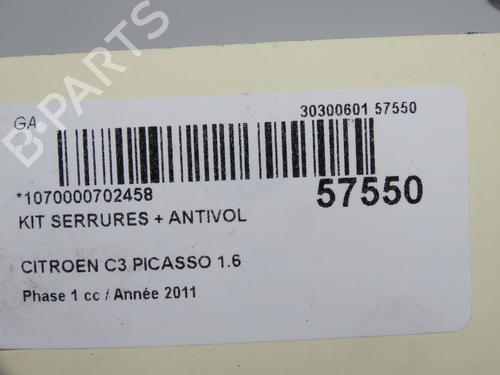 B-PARTS
GA
30300601 57550
*1070000702458
57550
KIT SERRURES + ANTIVOL
CITROEN C3 PICASSO 1.6
Phase 1 cc / Année 2011